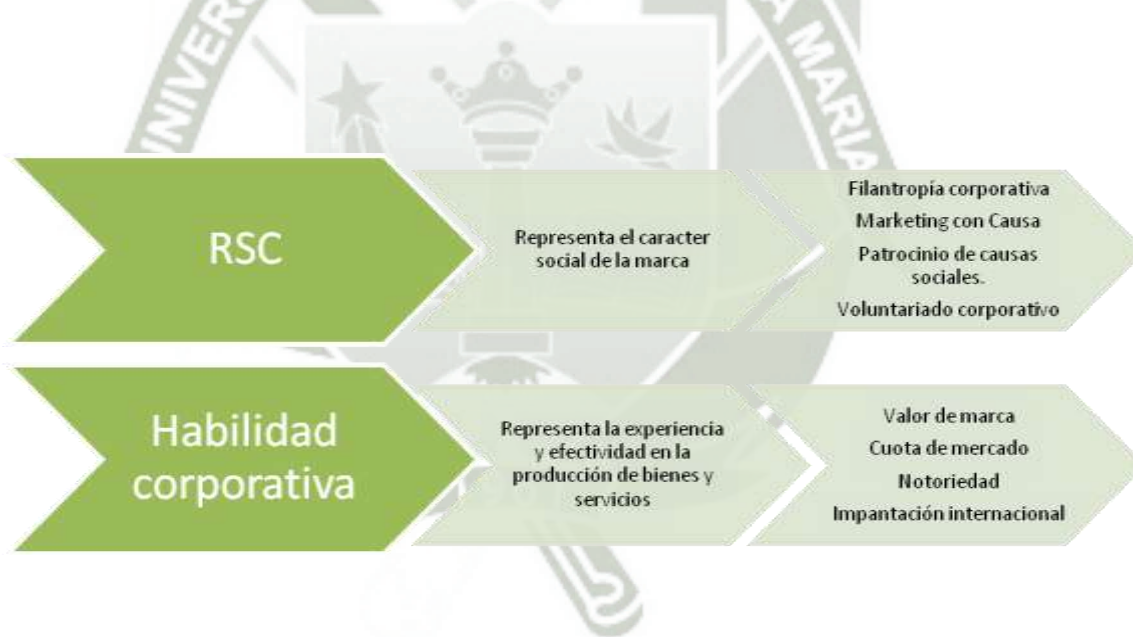 UNIVERS
A MARIA
RSC
Representa el caracter
social de la marca
Filantropía corporativa
Marketing con Causa
Patrocinio de causas
sociales.
Voluntariado corporativo
Habilidad
corporativa
Representa la experiencia
y efectividad en la
producción de bienes y
servicios
Valor de marca
Cuota de mercado
Notoriedad
Impantación internacional